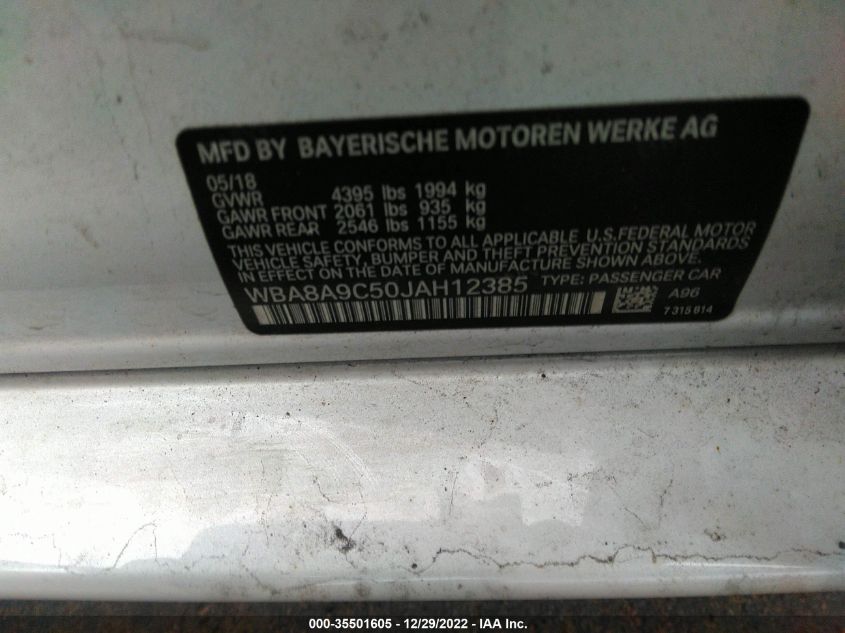 MFD BY BAYERISCHE MOTOREN WERKE AG
05/18
GVWR 4395 lbs 1994 kg
GAWR FRONT 2061 lbs 935 kg
GAWR REAR 2546 lbs 1155 kg
THIS VEHICLE CONFORMS TO ALL APPLICABLE U.S.FEDERAL MOTOR
VEHICLE SAFETY, BUMPER AND THEFT PREVENTION STANDARDS
IN EFFECT ON THE DATE OF MANUFACTURE SHOWN ABOVE.
WBA8A9C50JAH12385 TYPE: PASSENGER CAR
A96
7 315 814
000-35501605 - 12/29/2022 - IAA Inc.